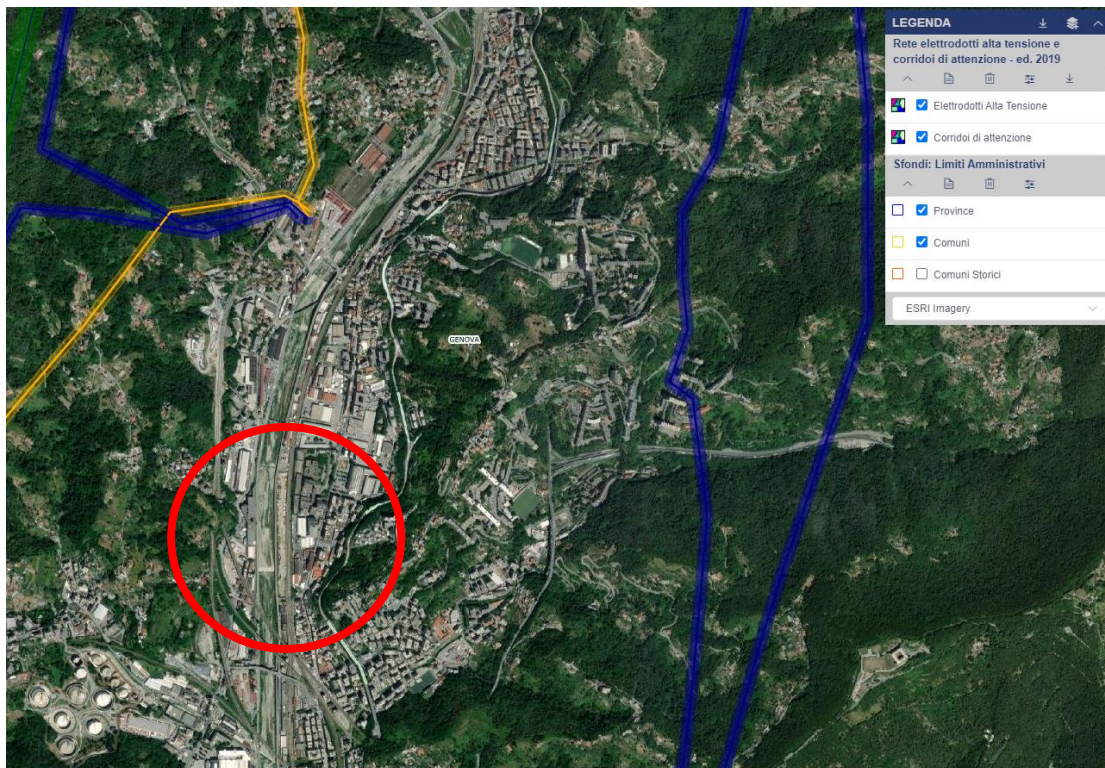 LEGENDA
Rete elettrodotti alta tensione e
corridoi di attenzione - ed. 2019
Elettrodotti Alta Tensione
Corridoi di attenzione
Sfondi: Limiti Amministrativi
Province
Comuni
Comuni Storici
ESRI Imagery
GENOVA